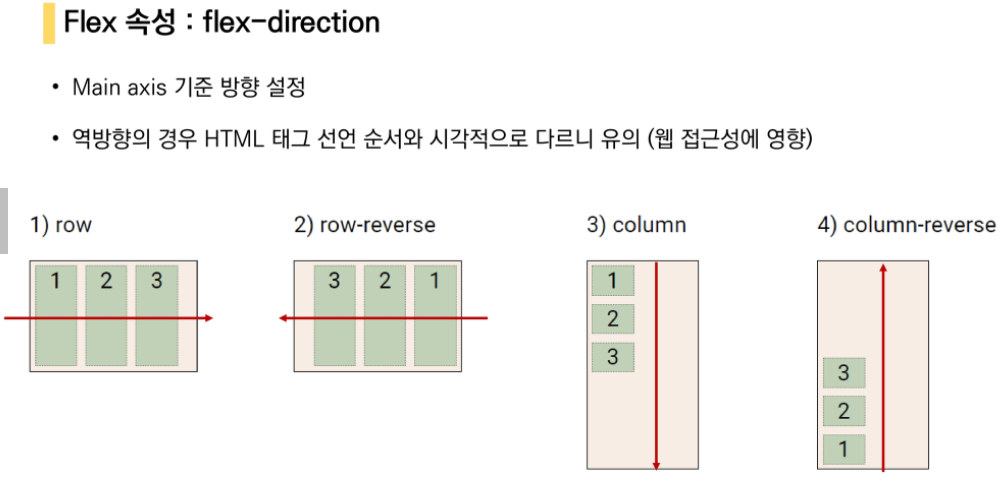 Flex 속성 : flex-direction
• Main axis 기준 방향 설정
• 역방향의 경우 HTML 태그 선언 순서와 시각적으로 다르니 유의 (웹 접근성에 영향)
1) row
1 2 3
2) row-reverse
3 2 1
3) column
1
2
3
4) column-reverse
3
2
1